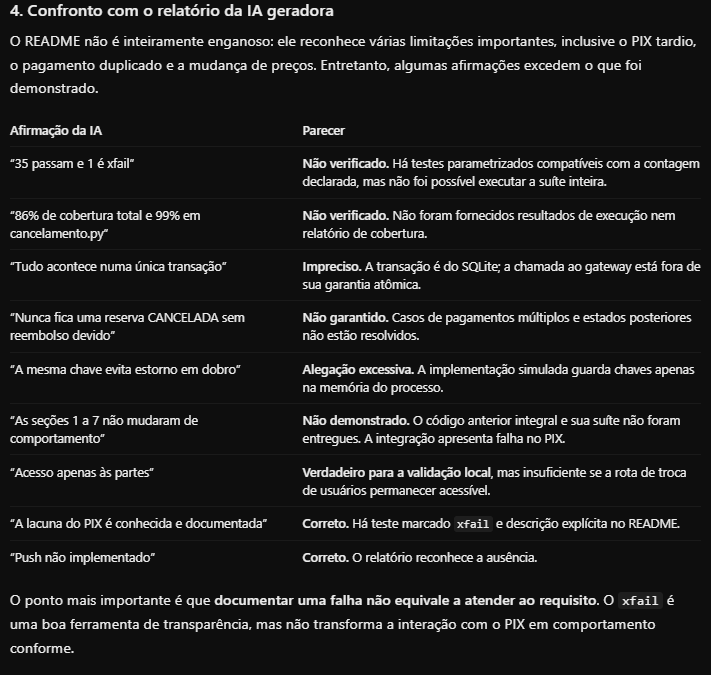 4. Confronto com o relatório da IA geradora
O README não é inteiramente enganoso: ele reconhece várias limitações importantes, inclusive o PIX tardio,
o pagamento duplicado e a mudança de preços. Entretanto, algumas afirmações excedem o que foi
demonstrado.
Afirmação da IA
Parecer
“35 passam e 1 é xfail”
Não verificado. Há testes parametrizados compatíveis com a contagem
declarada, mas não foi possível executar a suíte inteira.
“86% de cobertura total e 99% em
cancelamento.py”
Não verificado. Não foram fornecidos resultados de execução nem
relatório de cobertura.
“Tudo acontece numa única transação”
Impreciso. A transação é do SQLite; a chamada ao gateway está fora de
sua garantia atômica.
“Nunca fica uma reserva CANCELADA sem
reembolso devido”
Não garantido. Casos de pagamentos múltiplos e estados posteriores
não estão resolvidos.
“A mesma chave evita estorno em dobro”
Alegação excessiva. A implementação simulada guarda chaves apenas
na memória do processo.
“As seções 1 a 7 não mudaram de
comportamento”
Não demonstrado. O código anterior integral e sua suíte não foram
entregues. A integração apresenta falha no PIX.
“Acesso apenas às partes”
Verdadeiro para a validação local, mas insuficiente se a rota de troca
de usuários permanecer acessível.
“A lacuna do PIX é conhecida e documentada”
Correto. Há teste marcado xfail e descrição explícita no README.
“Push não implementado”
Correto. O relatório reconhece a ausência.
O ponto mais importante é que documentar uma falha não equivale a atender ao requisito. O xfail é
uma boa ferramenta de transparência, mas não transforma a interação com o PIX em comportamento
conforme.